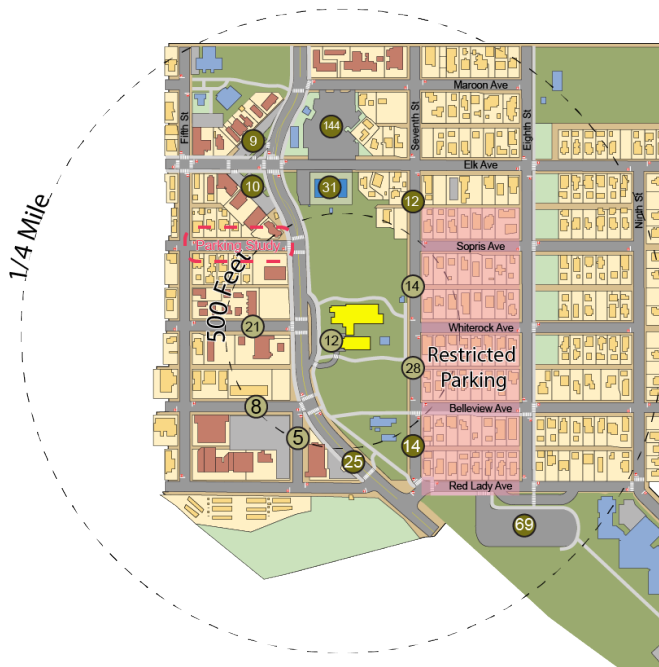 Maroon Ave
Fifth St
Seventh St
Eighth St
144
9
Elk Ave
10
31
12
Ninth St
1/4 Mile
Parking Study
Sopris Ave
500 Feet
14
21
Whiterock Ave
12
Restricted
Parking
28
8
Belleview Ave
5
14
25
Red Lady Ave
69